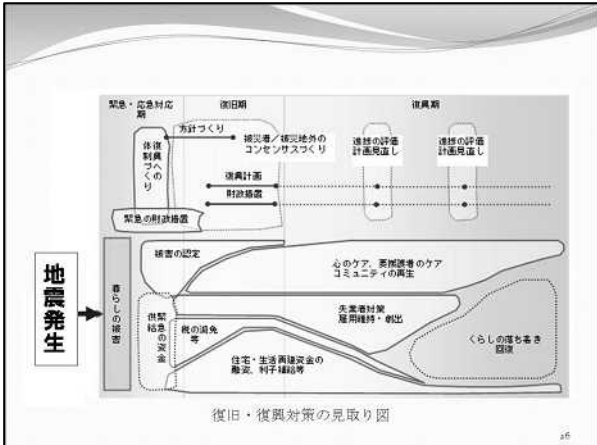 緊急・応急対応
期
復旧期
復興期
方針づくり
被災者／被災地外の
コンセンサスづくり
進捗の評価
計画見直し
進捗の評価
計画見直し
復興への
体制づくり
復興計画
財政措置
緊急の財政措置
地震発生
暮らしの被害
被害の認定
心のケア、要援護者のケア
コミュニティの再生
緊急の資金
供給
税の減免
等
失業者対策
雇用維持・創出
くらしの落ち着き
回復
住宅・生活再建資金の
融資、利子補給等
復旧・復興対策の見取り図
26